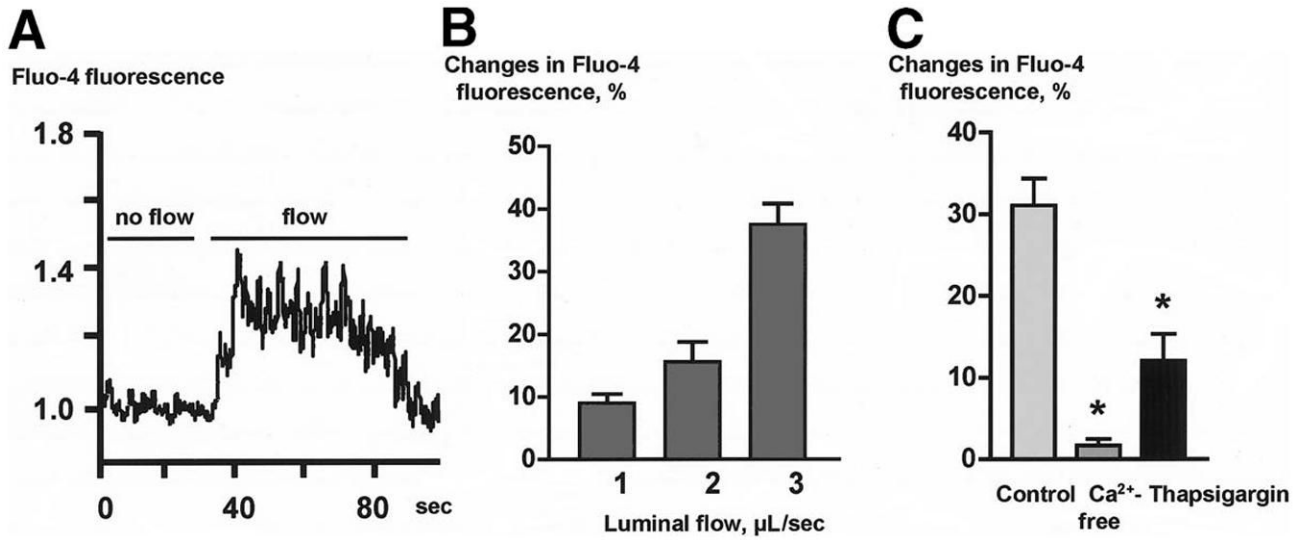 A
Fluo-4 fluorescence
1.8
1.4
1.0
no flow
flow
0
40
80
sec
B
Changes in Fluo-4
fluorescence, %
50
40
30
20
10
0
1
2
3
Luminal flow, µL/sec
C
Changes in Fluo-4
fluorescence, %
40
30
20
10
0
*
*
Control Ca²⁺- Thapsigargin
free